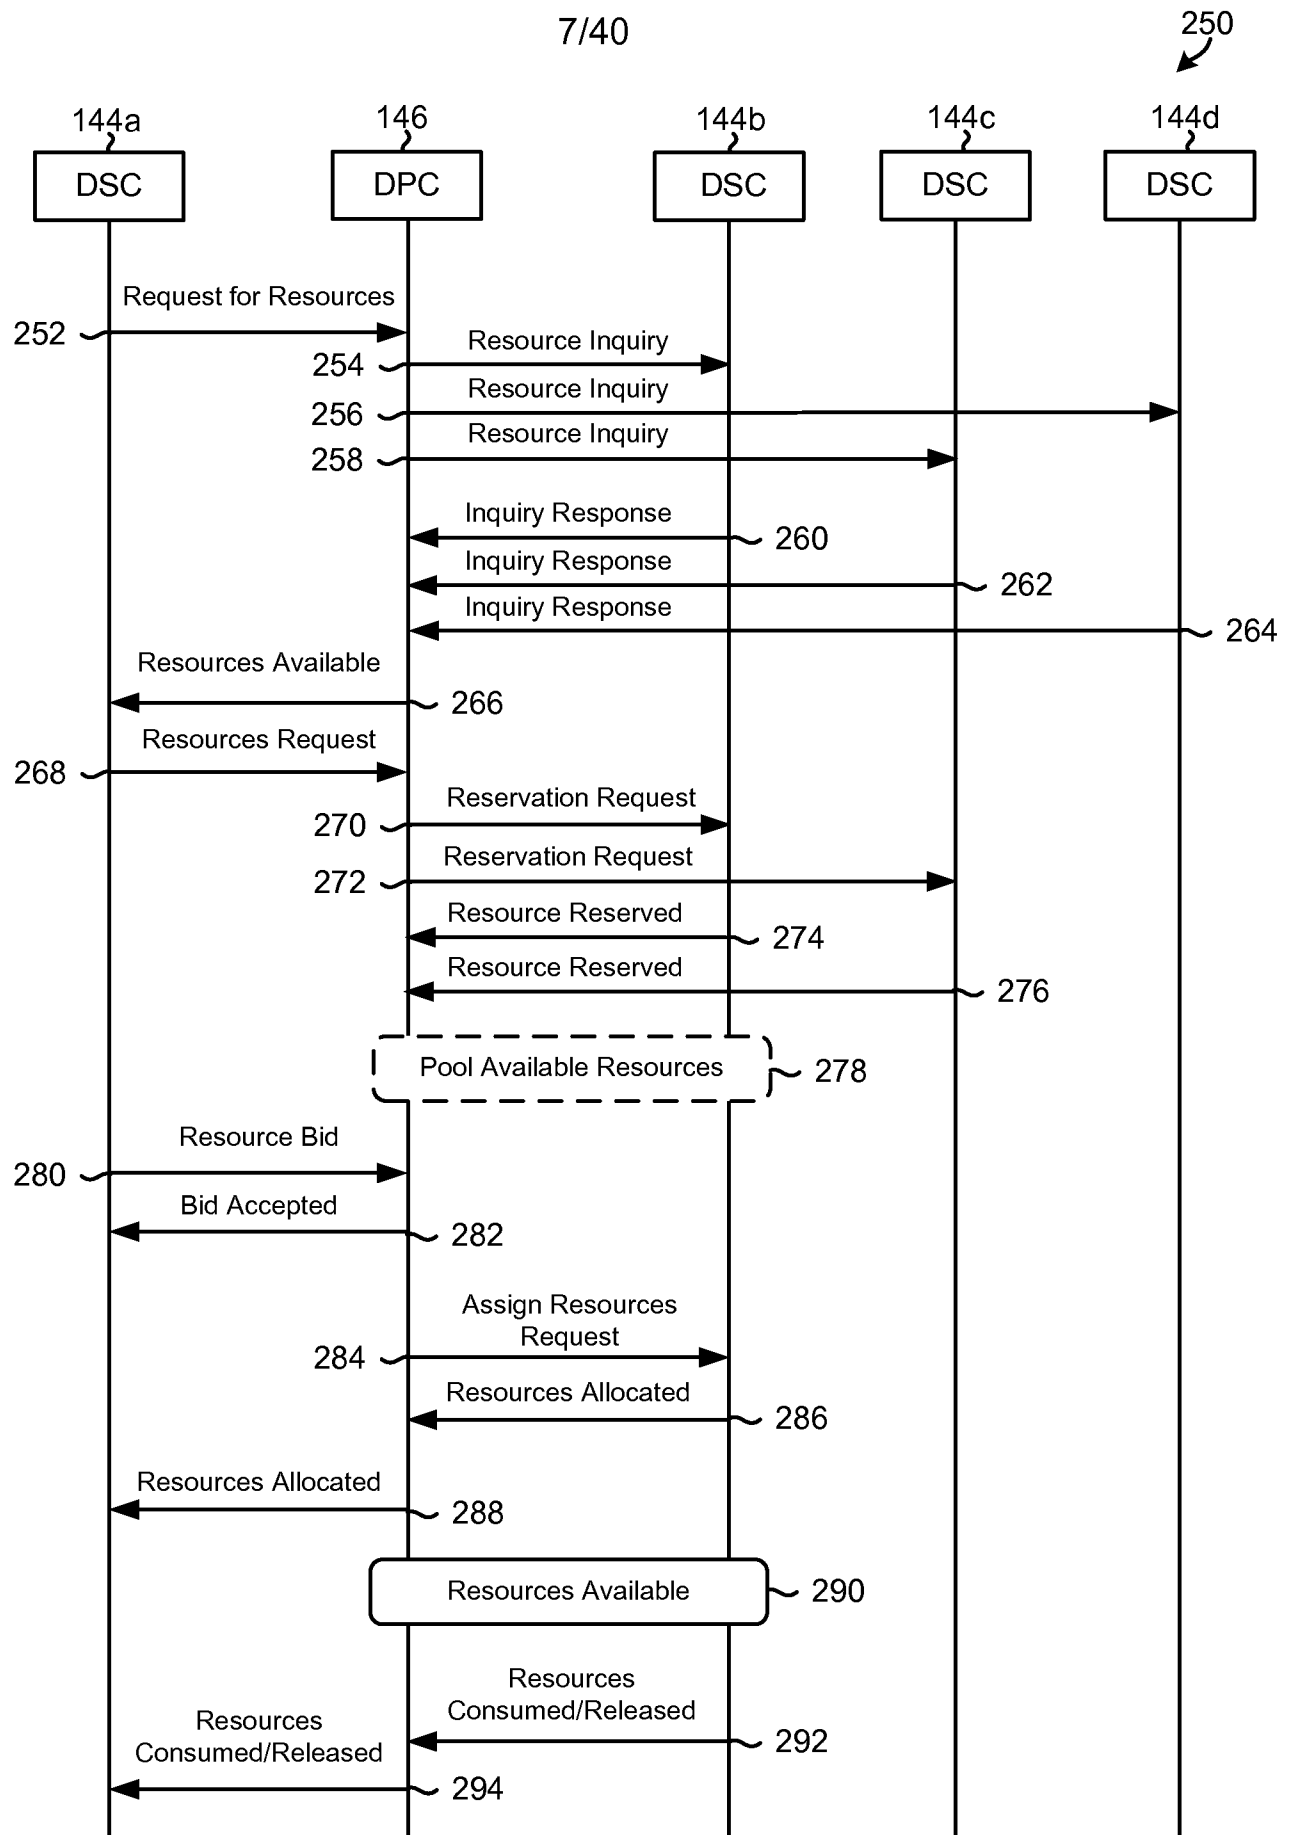 7/40
250
144a
146
144b
144c
144d
DSC
DPC
DSC
DSC
DSC
Request for Resources
252
Resource Inquiry
254
Resource Inquiry
256
Resource Inquiry
258
Inquiry Response
260
Inquiry Response
262
Inquiry Response
264
Resources Available
266
Resources Request
268
Reservation Request
270
Reservation Request
272
Resource Reserved
274
Resource Reserved
276
Pool Available Resources
278
Resource Bid
280
Bid Accepted
282
Assign Resources
Request
284
Resources Allocated
286
Resources Allocated
288
Resources Available
290
Resources
Consumed/Released
292
Resources
Consumed/Released
294